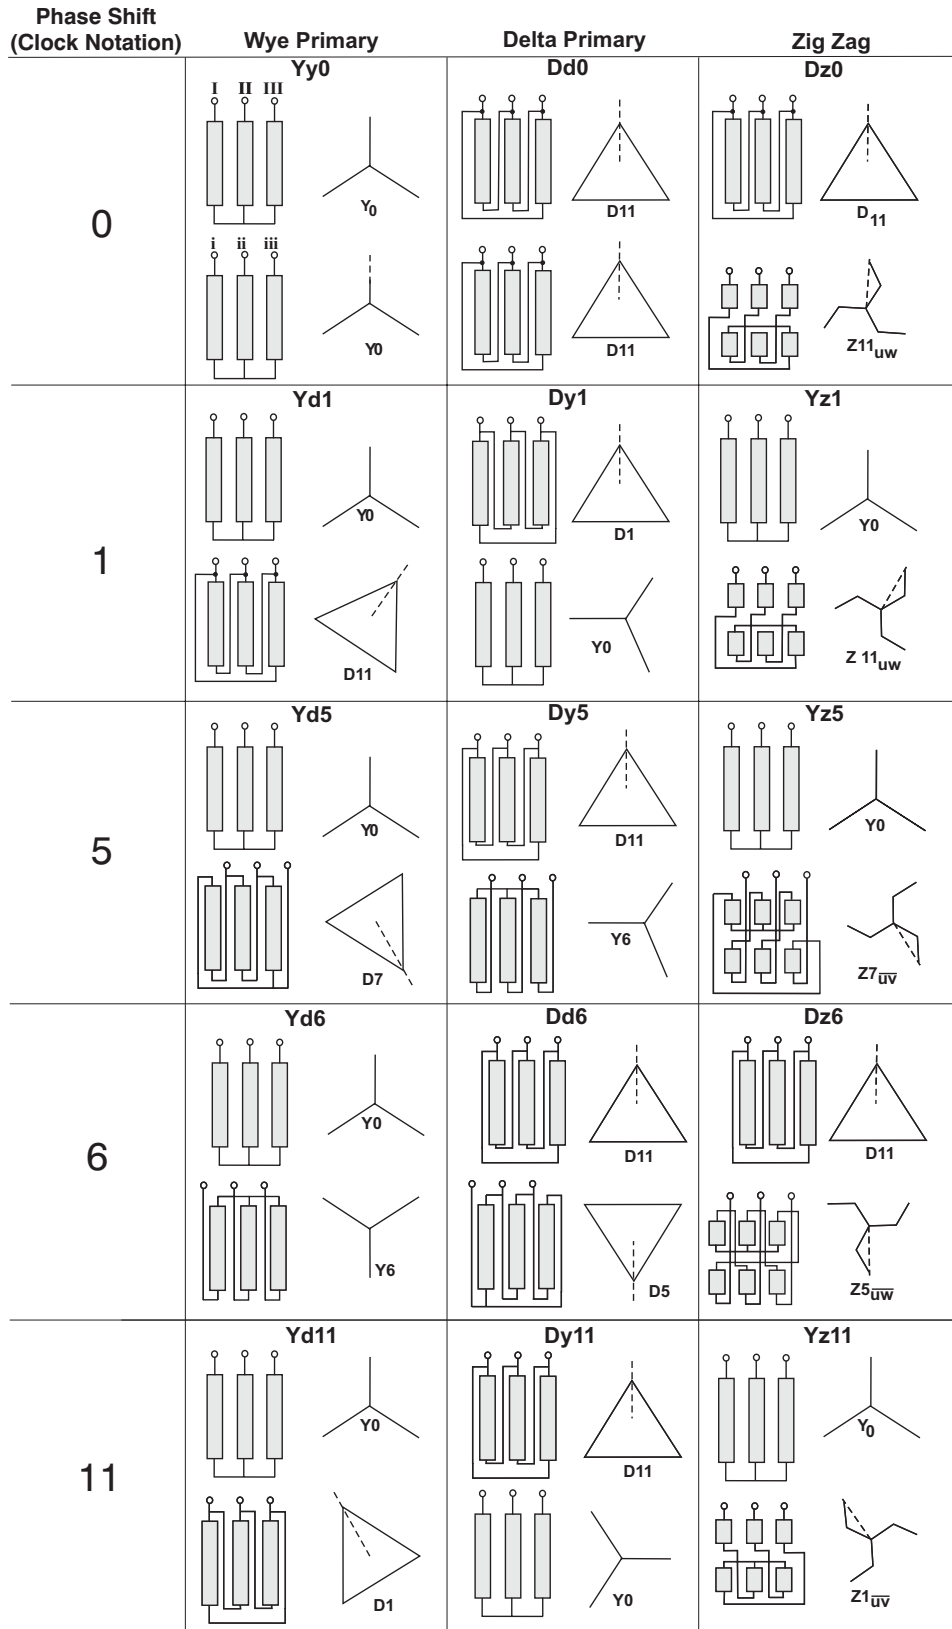 Phase Shift
(Clock Notation)
Wye Primary
Delta Primary
Zig Zag
Yy0
Dd0
Dz0
I II III
Y0
D11
D11
0
i ii iii
Y0
D11
Z11uw
Yd1
Dy1
Yz1
Y0
D1
Y0
1
D11
Y0
Z 11uw
Yd5
Dy5
Yz5
Y0
D11
Y0
5
D7
Y6
Z7uv
Yd6
Dd6
Dz6
Y0
D11
D11
6
Y6
D5
Z5uw
Yd11
Dy11
Yz11
Y0
D11
Y0
11
D1
Y0
Z1uv